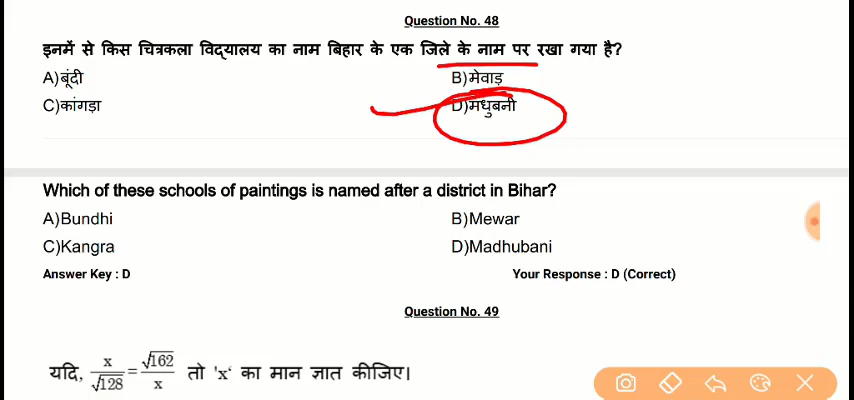 Question No. 48
इनमें से किस चित्रकला विद्यालय का नाम बिहार के एक जिले के नाम पर रखा गया है?
A)बूंदी B)मेवाड़
C)कांगड़ा D)मधुबनी
Which of these schools of paintings is named after a district in Bihar?
A)Bundhi B)Mewar
C)Kangra D)Madhubani
Answer Key : D Your Response : D (Correct)
Question No. 49
यदि, x/√128 = √162/x तो 'x' का मान ज्ञात कीजिए।